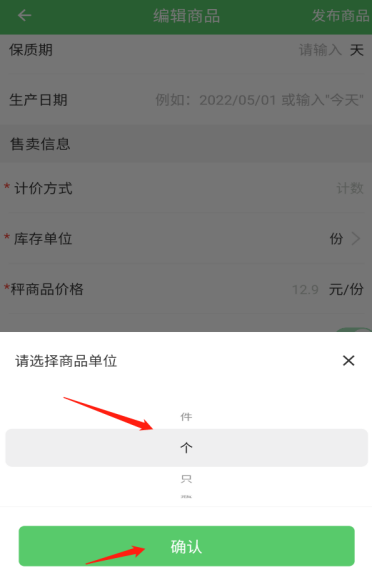 编辑商品 发布商品
保质期 请输入 天
生产日期 例如：2022/05/01 或输入"今天"
售卖信息
* 计价方式 计数
* 库存单位 份
*秤商品价格 12.9 元/份
请选择商品单位
件
个
只
确认